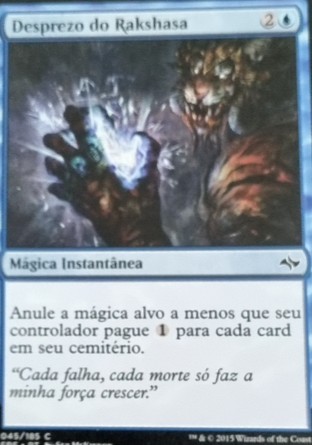 Desprezo do Rakshasa 2
Mágica Instantânea
Anule a mágica alvo a menos que seu
controlador pague 1 para cada card
em seu cemitério.
“Cada falha, cada morte só faz a
minha força crescer.”
045/185 C
™ & © 2015 Wizards of the Coast